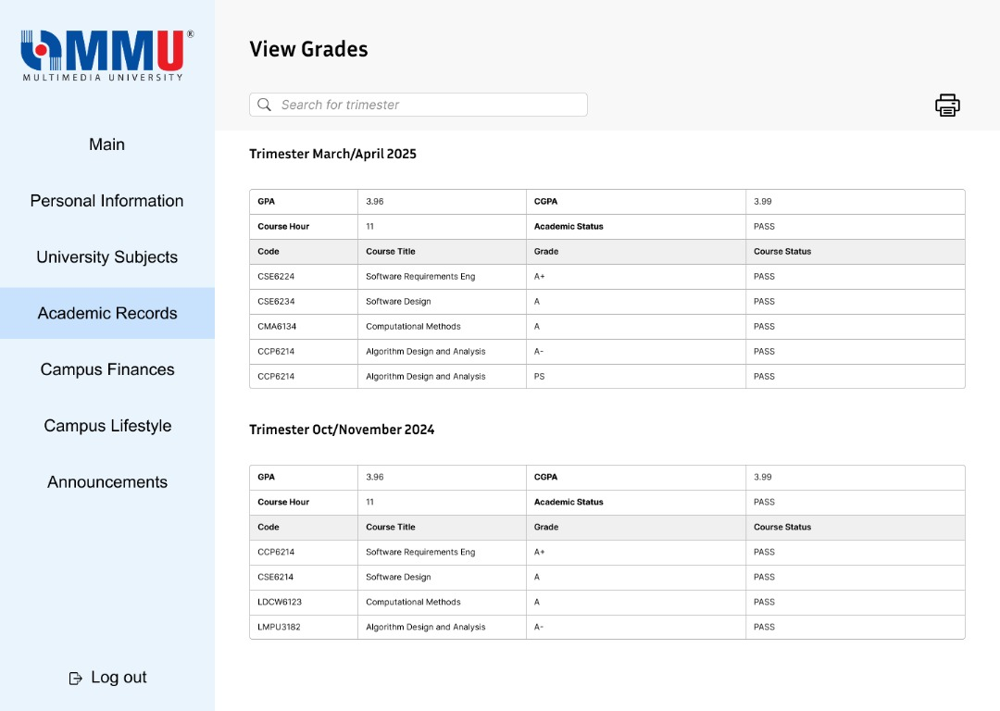 MMU®
MULTIMEDIA UNIVERSITY
Main
Personal Information
University Subjects
Academic Records
Campus Finances
Campus Lifestyle
Announcements
Log out
View Grades
Search for trimester
Trimester March/April 2025
GPA 3.96 CGPA 3.99
Course Hour 11 Academic Status PASS
Code Course Title Grade Course Status
CSE6224 Software Requirements Eng A+ PASS
CSE6234 Software Design A PASS
CMA6134 Computational Methods A PASS
CCP6214 Algorithm Design and Analysis A- PASS
CCP6214 Algorithm Design and Analysis PS PASS
Trimester Oct/November 2024
GPA 3.96 CGPA 3.99
Course Hour 11 Academic Status PASS
Code Course Title Grade Course Status
CCP6214 Software Requirements Eng A+ PASS
CSE6214 Software Design A PASS
LDCW6123 Computational Methods A PASS
LMPU3182 Algorithm Design and Analysis A- PASS